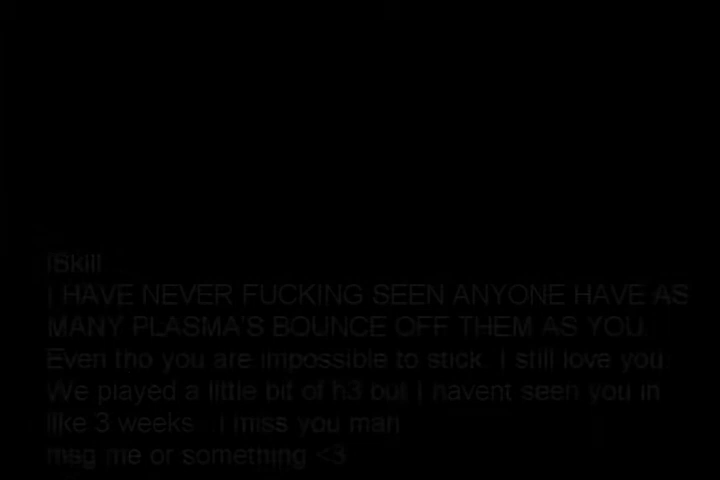 iSkill
I HAVE NEVER FUCKING SEEN ANYONE HAVE AS
MANY PLASMA'S BOUNCE OFF THEM AS YOU.
Even tho you are impossible to stick. I still love you.
We played a little bit of h3 but I havent seen you in
like 3 weeks.. I miss you man
msg me or something <3